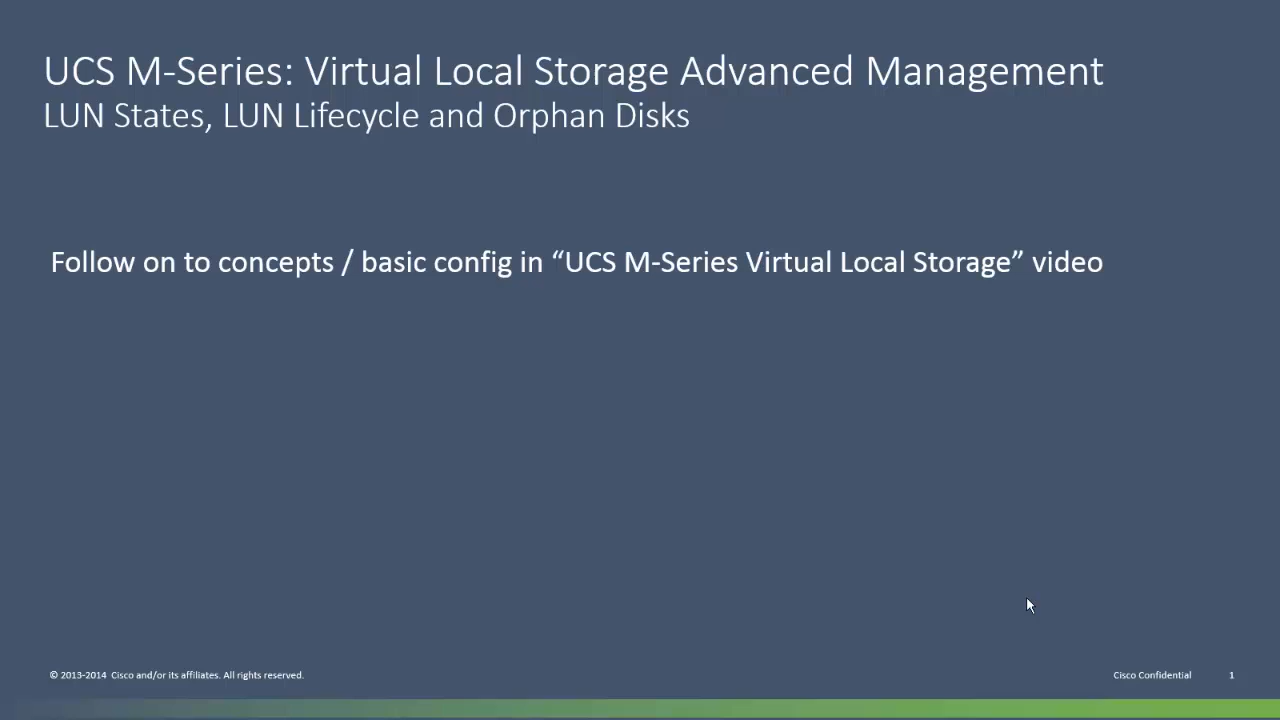 UCS M-Series: Virtual Local Storage Advanced Management
LUN States, LUN Lifecycle and Orphan Disks
Follow on to concepts / basic config in “UCS M-Series Virtual Local Storage” video
© 2013-2014 Cisco and/or its affiliates. All rights reserved.
Cisco Confidential 1